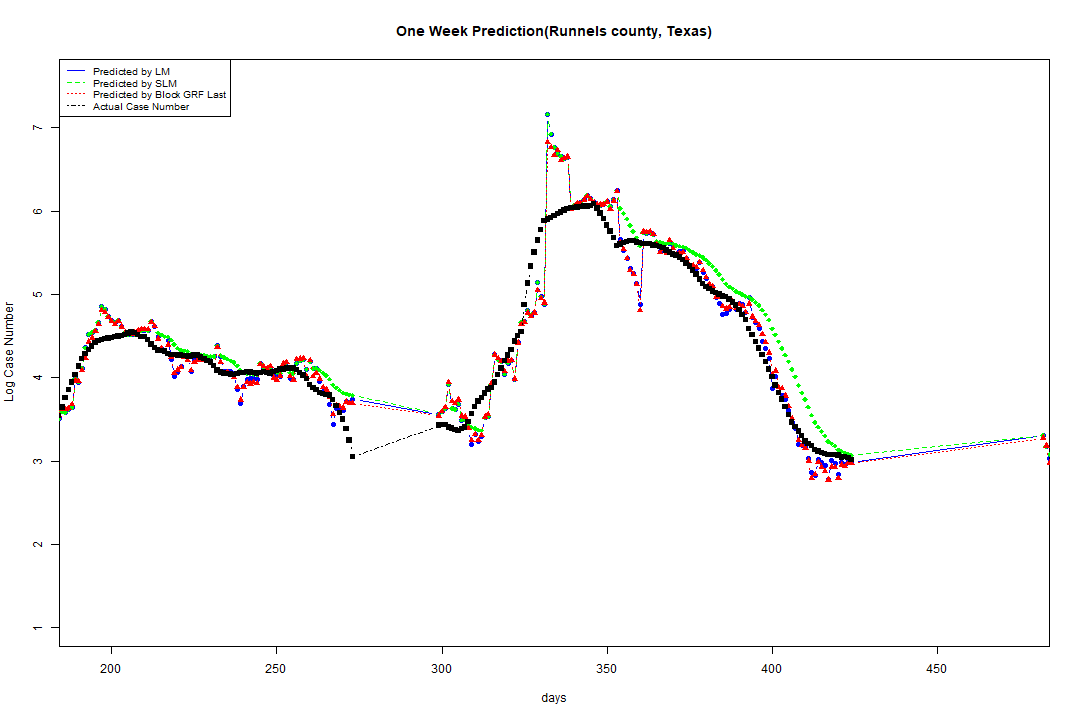 One Week Prediction(Runnels county, Texas)
Predicted by LM
Predicted by SLM
Predicted by Block GRF Last
Actual Case Number
Log Case Number
7
6
5
4
3
2
1
200 250 300 350 400 450
days